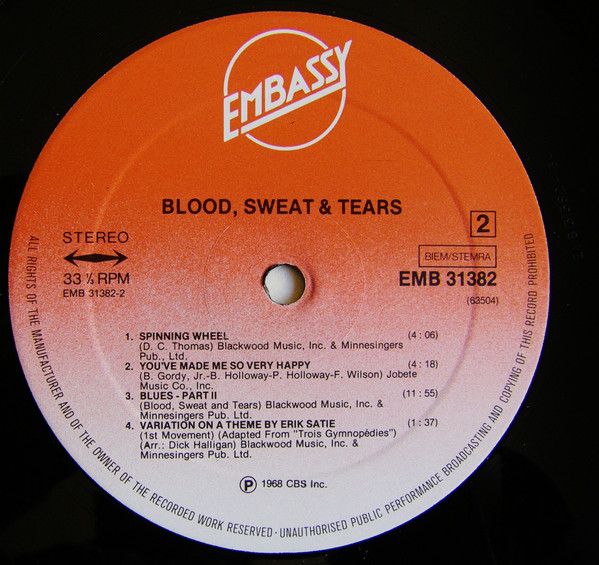 EMBASSY
BLOOD, SWEAT & TEARS
2
STEREO
33 ⅓ RPM
EMB 31382-2
BIEM/STEMRA
EMB 31382
(63504)
1. SPINNING WHEEL (4 : 06)
(D. C. Thomas) Blackwood Music, Inc. & Minnesingers
Pub., Ltd.
2. YOU'VE MADE ME SO VERY HAPPY (4 : 18)
(B. Gordy, Jr.-B. Holloway-P. Holloway-F. Wilson) Jobete
Music Co., Inc.
3. BLUES - PART II (11 : 55)
(Blood, Sweat and Tears) Blackwood Music, Inc. &
Minnesingers Pub. Ltd.
4. VARIATION ON A THEME BY ERIK SATIE (1 : 37)
(1st Movement) (Adapted From "Trois Gymnopédies")
(Arr.: Dick Halligan) Blackwood Music, Inc. &
Minnesingers Pub. Ltd.
Ⓟ 1968 CBS Inc.
ALL RIGHTS OF THE MANUFACTURER AND OF THE OWNER OF THE RECORDED WORK RESERVED - UNAUTHORISED PUBLIC PERFORMANCE BROADCASTING AND COPYING OF THIS RECORD PROHIBITED